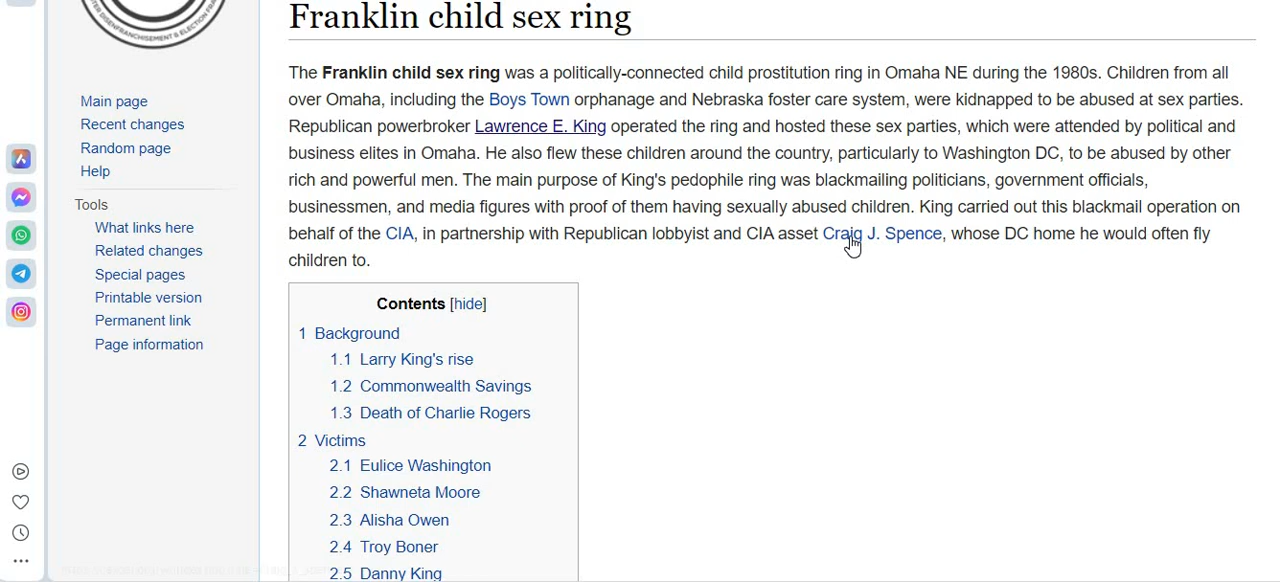 TER DISENFRANCHISEMENT & ELECTION FRA
Franklin child sex ring
The Franklin child sex ring was a politically-connected child prostitution ring in Omaha NE during the 1980s. Children from all
over Omaha, including the Boys Town orphanage and Nebraska foster care system, were kidnapped to be abused at sex parties.
Republican powerbroker Lawrence E. King operated the ring and hosted these sex parties, which were attended by political and
business elites in Omaha. He also flew these children around the country, particularly to Washington DC, to be abused by other
rich and powerful men. The main purpose of King's pedophile ring was blackmailing politicians, government officials,
businessmen, and media figures with proof of them having sexually abused children. King carried out this blackmail operation on
behalf of the CIA, in partnership with Republican lobbyist and CIA asset Craig J. Spence, whose DC home he would often fly
children to.
Main page
Recent changes
Random page
Help
Tools
What links here
Related changes
Special pages
Printable version
Permanent link
Page information
Contents [hide]
1 Background
1.1 Larry King's rise
1.2 Commonwealth Savings
1.3 Death of Charlie Rogers
2 Victims
2.1 Eulice Washington
2.2 Shawneta Moore
2.3 Alisha Owen
2.4 Troy Boner
2.5 Danny King